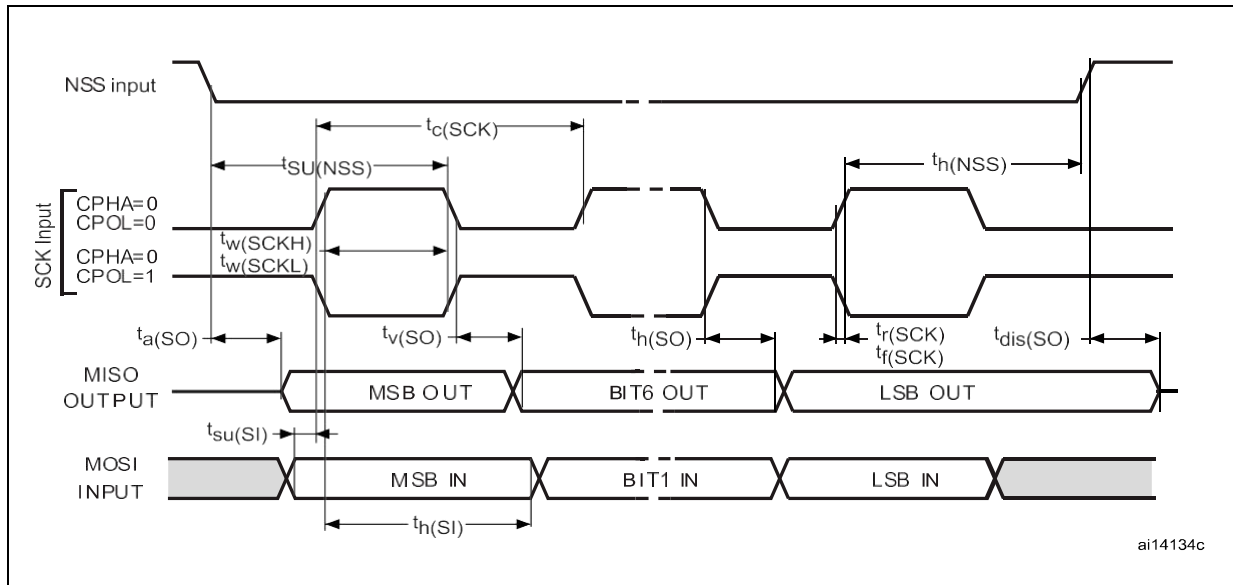 NSS input
tc(SCK)
tSU(NSS)
th(NSS)
SCK Input
CPHA=0
CPOL=0
tw(SCKH)
CPHA=0
tw(SCKL)
CPOL=1
ta(SO)
tv(SO)
th(SO)
tr(SCK)
tf(SCK)
tdis(SO)
MISO
OUTPUT
MSB OUT
BIT6 OUT
LSB OUT
tsu(SI)
MOSI
INPUT
MSB IN
BIT1 IN
LSB IN
th(SI)
ai14134c